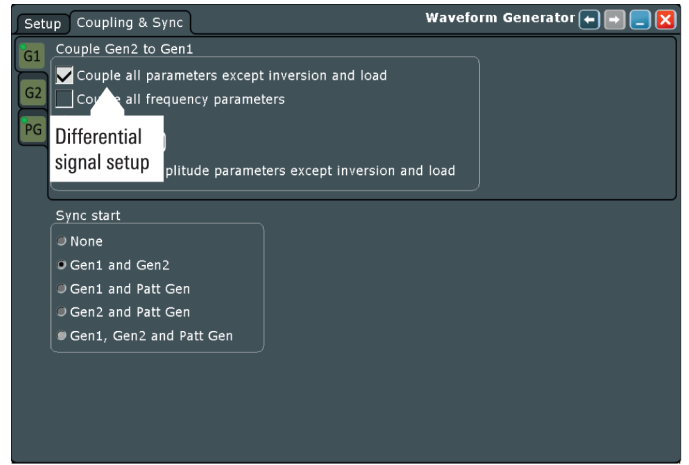 Setup Coupling & Sync Waveform Generator
G1
G2
PG
Couple Gen2 to Gen1
Couple all parameters except inversion and load
all frequency parameters
Differential
signal setup
parameters except inversion and load
Sync start
None
Gen1 and Gen2
Gen1 and Patt Gen
Gen2 and Patt Gen
Gen1, Gen2 and Patt Gen